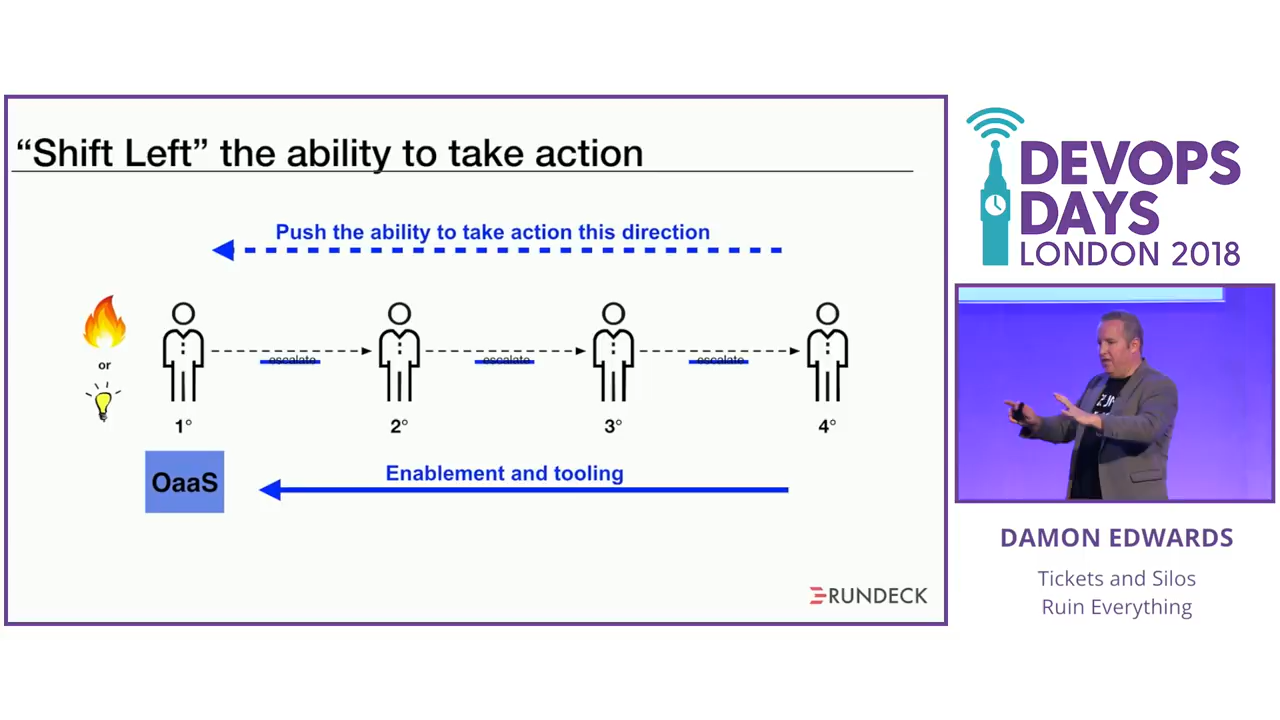 “Shift Left” the ability to take action
Push the ability to take action this direction
or
escalate
escalate
escalate
1°
2°
3°
4°
OaaS
Enablement and tooling
RUNDECK
DEVOPS
DAYS
LONDON 2018
DAMON EDWARDS
Tickets and Silos
Ruin Everything